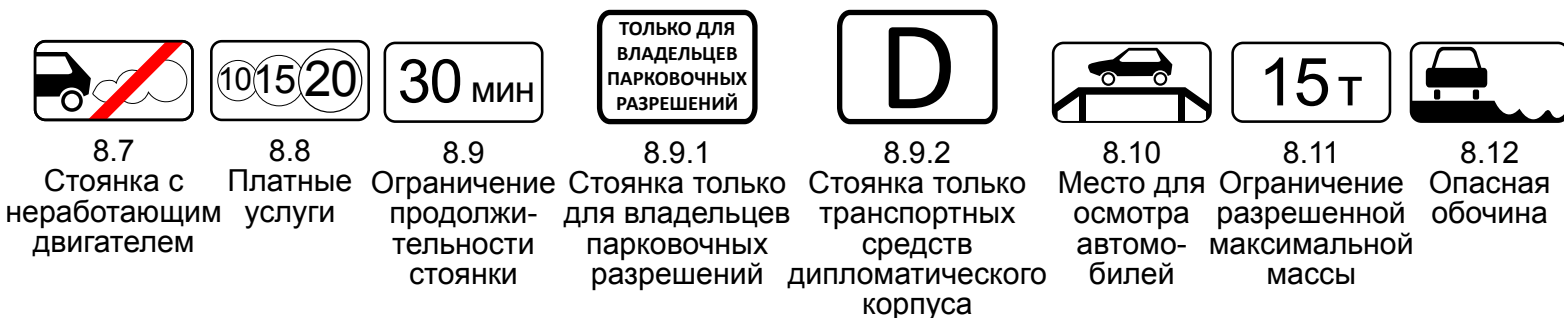 10 15 20
30 мин
ТОЛЬКО ДЛЯ
ВЛАДЕЛЬЦЕВ
ПАРКОВОЧНЫХ
РАЗРЕШЕНИЙ
D
15 т
8.7
Стоянка с
неработающим
двигателем
8.8
Платные
услуги
8.9
Ограничение
продолжи-
тельности
стоянки
8.9.1
Стоянка только
для владельцев
парковочных
разрешений
8.9.2
Стоянка только
транспортных
средств
дипломатического
корпуса
8.10
Место для
осмотра
автомо-
билей
8.11
Ограничение
разрешенной
максимальной
массы
8.12
Опасная
обочина